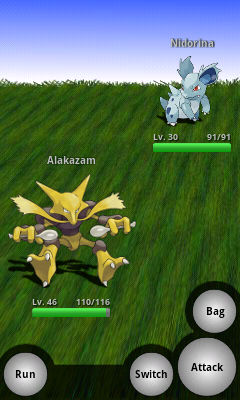 Nidorina
Lv. 30 91/91
Alakazam
Lv. 46 110/116
Bag
Run
Switch
Attack